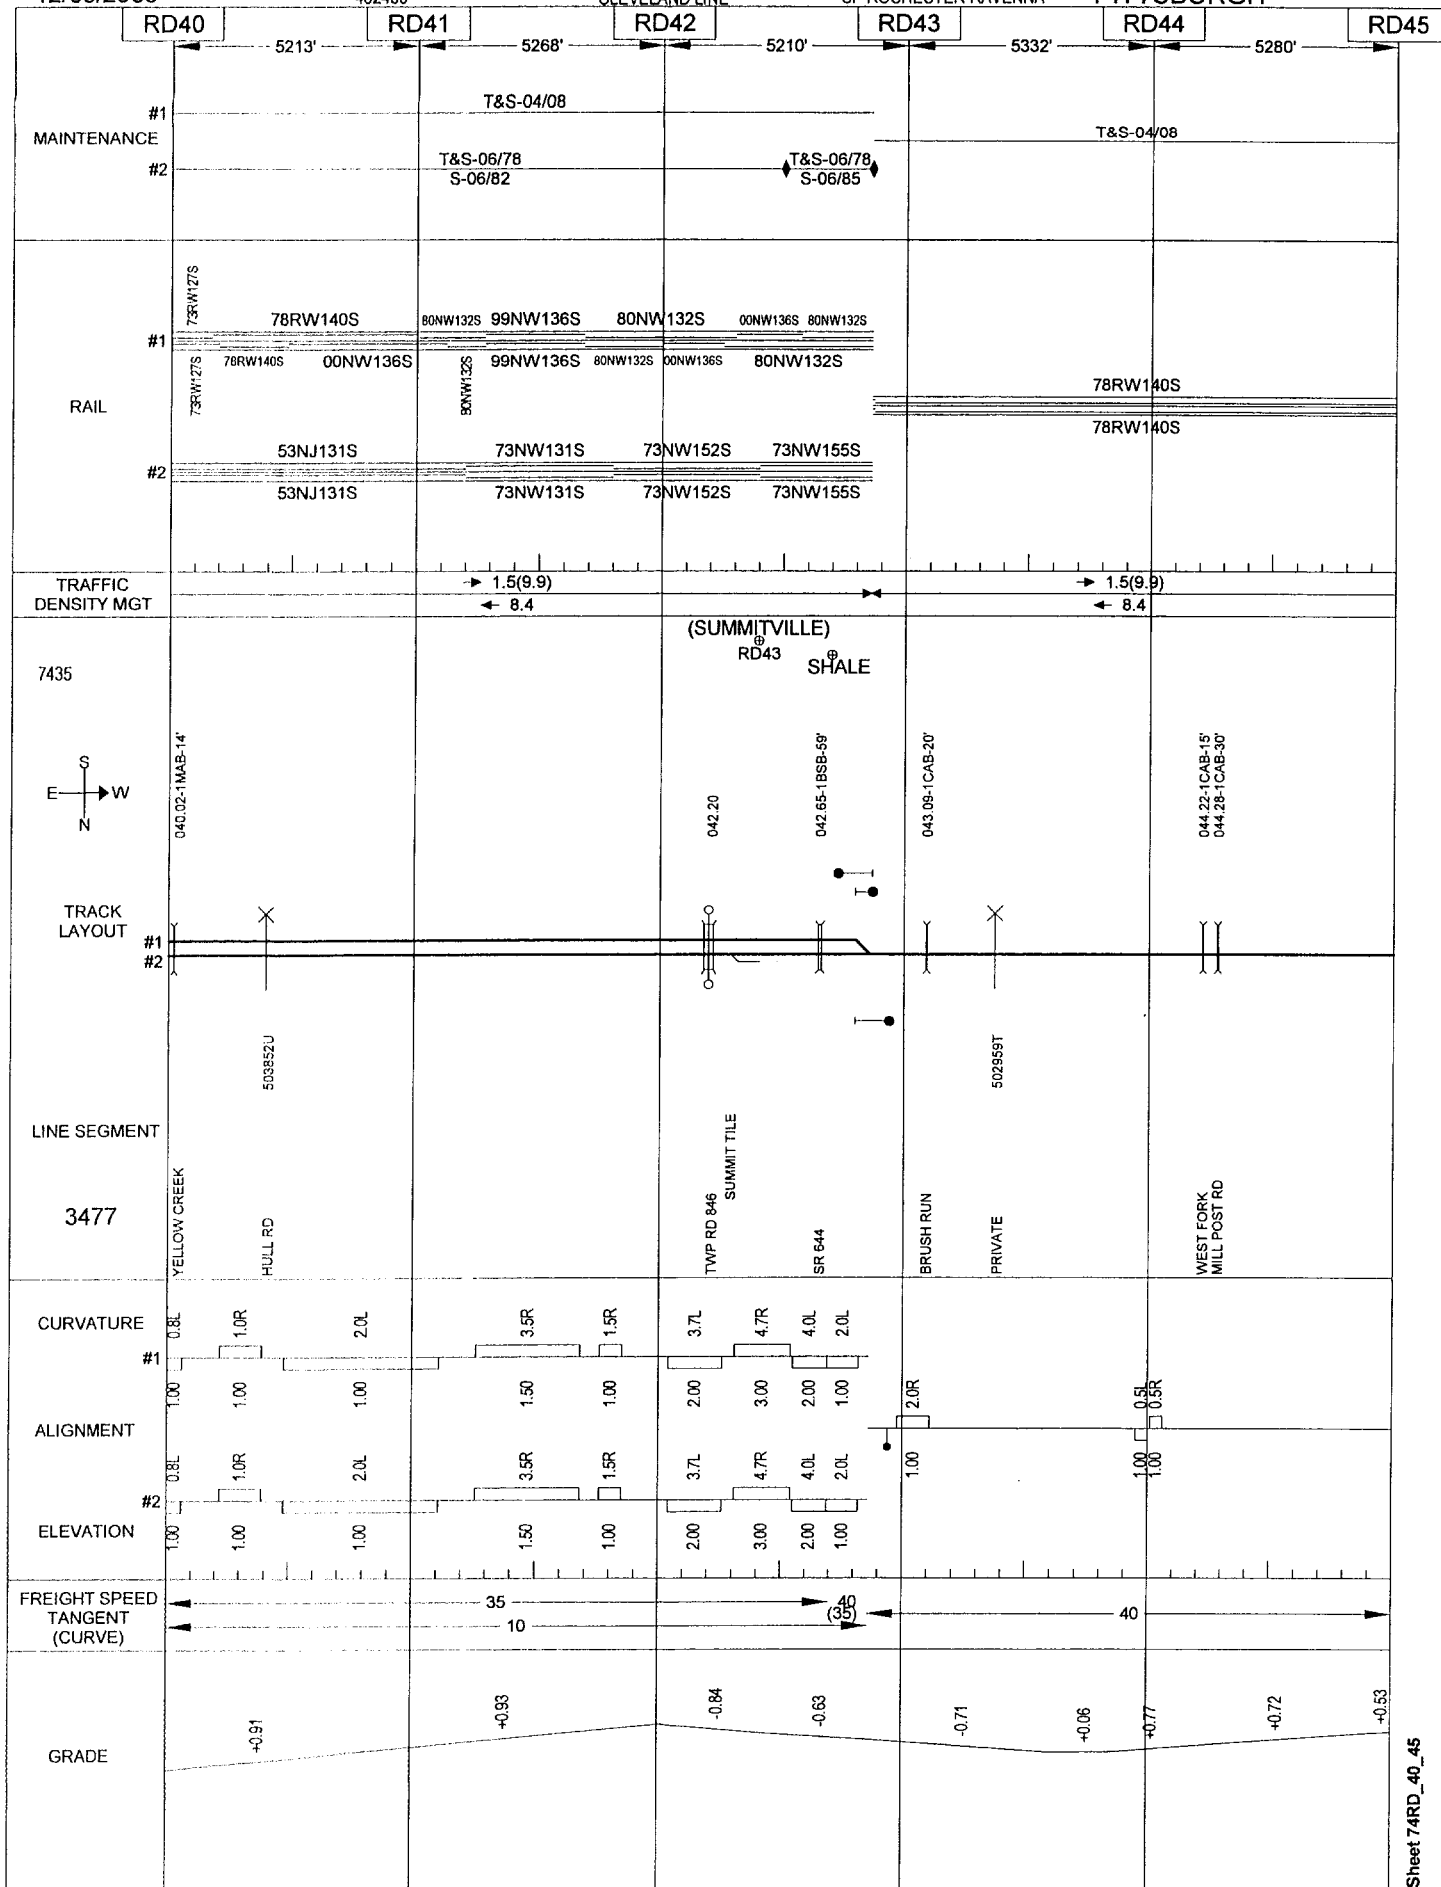 RD40 RD41 RD42 RD43 RD44 RD45
5213' 5268' 5210' 5332' 5280'
#1 T&S-04/08
MAINTENANCE T&S-04/08
#2 T&S-06/78 T&S-06/78
S-06/82 S-06/85
73RW127S
78RW140S 80NW132S 99NW136S 80NW132S 00NW136S 80NW132S
#1
73RW127S 78RW140S 00NW136S 80NW132S 99NW136S 80NW132S 00NW136S 80NW132S
78RW140S
RAIL
78RW140S
53NJ131S 73NW131S 73NW152S 73NW155S
#2
53NJ131S 73NW131S 73NW152S 73NW155S
TRAFFIC
DENSITY MGT
1.5(9.9) 1.5(9.9)
8.4 8.4
(SUMMITVILLE)
RD43
SHALE
7435
S
E W
N
040.02-1MAB-14'
042.20
042.65-1BSB-59'
043.09-1CAB-20'
044.22-1CAB-15'
044.28-1CAB-30'
TRACK
LAYOUT
#1
#2
503852U
502959T
LINE SEGMENT
3477
YELLOW CREEK
HULL RD
TWP RD 846
SUMMIT TILE
SR 644
BRUSH RUN
PRIVATE
WEST FORK
MILL POST RD
CURVATURE
0.8L 1.0R 2.0L 3.5R 1.5R 3.7L 4.7R 4.0L 2.0L
#1
1.00 1.00 1.00 1.50 1.00 2.00 3.00 2.00 1.00
2.0R 0.5L 0.5R
ALIGNMENT
1.00 1.00 1.00
0.8L 1.0R 2.0L 3.5R 1.5R 3.7L 4.7R 4.0L 2.0L
#2
ELEVATION
1.00 1.00 1.00 1.50 1.00 2.00 3.00 2.00 1.00
FREIGHT SPEED
TANGENT
(CURVE)
35 40
(35) 40
10
GRADE
+0.91 +0.93 -0.84 -0.63 -0.71 +0.06 +0.77 +0.72 +0.53
Sheet 74RD_40_45